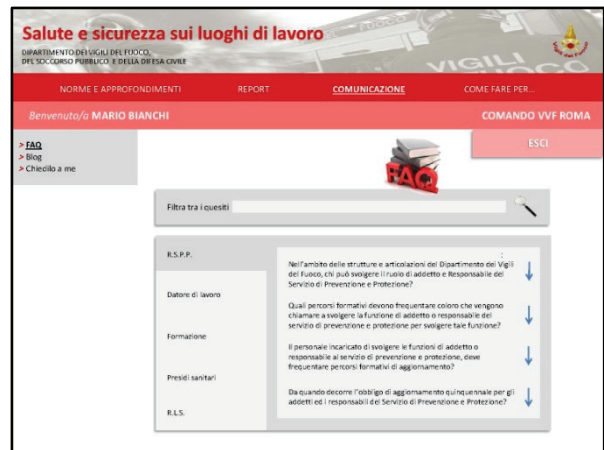 Salute e sicurezza sui luoghi di lavoro
DIPARTIMENTO DEI VIGILI DEL FUOCO,
DEL SOCCORSO PUBBLICO E DELLA DIFESA CIVILE
VIGILI
NORME E APPROFONDIMENTI REPORT COMUNICAZIONE COME FARE PER...
Benvenuto/a MARIO BIANCHI COMANDO VVF ROMA
ESCI
> FAQ
> Blog
> Chiedilo a me
FAQ
Filtra tra i quesiti
R.S.P.P.
Datore di lavoro
Formazione
Presidi sanitari
R.L.S.
Nell'ambito delle strutture e articolazioni del Dipartimento dei Vigili
del Fuoco, chi può svolgere il ruolo di addetto e Responsabile del
Servizio di Prevenzione e Protezione?
Quali percorsi formativi devono frequentare coloro che vengono
chiamare a svolgere la funzione di addetto o responsabile del
servizio di prevenzione e protezione per svolgere tale funzione?
Il personale incaricato di svolgere le funzioni di addetto o
responsabile al servizio di prevenzione e protezione, deve
frequentare percorsi formativi di aggiornamento?
Da quando decorre l'obbligo di aggiornamento quinquennale per gli
addetti ed i responsabili del Servizio di Prevenzione e Protezione?